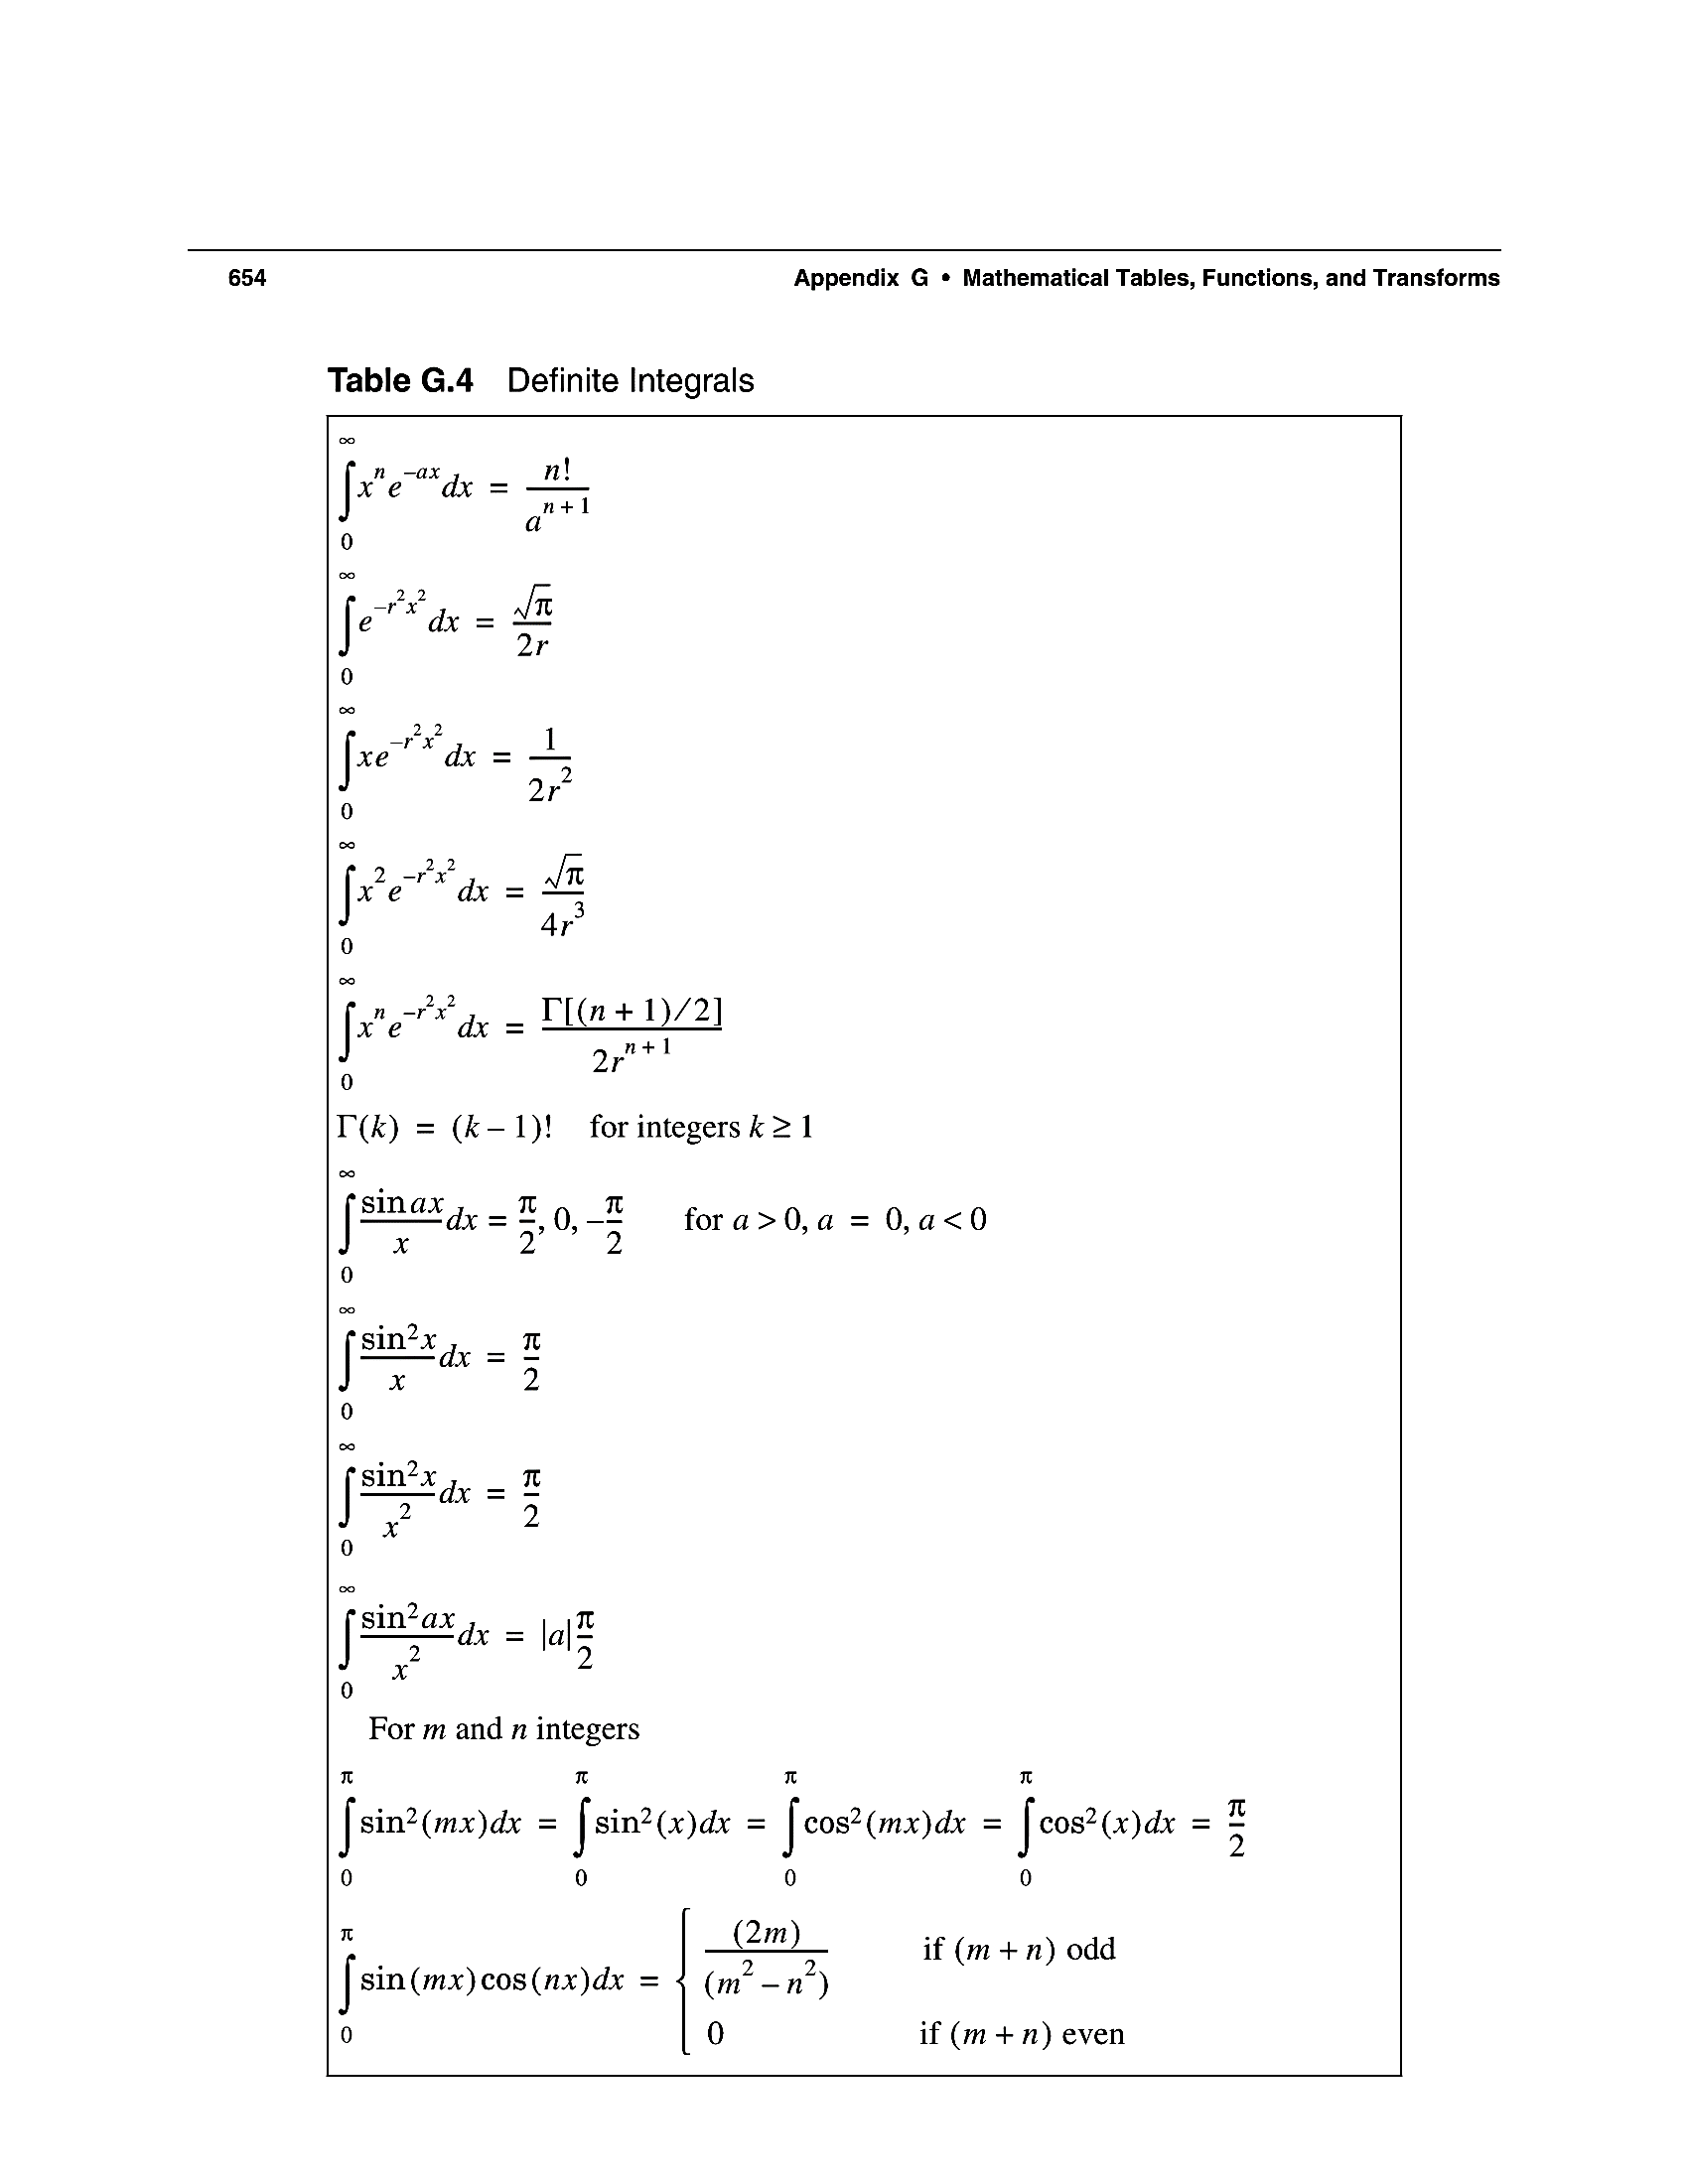 654 Appendix G • Mathematical Tables, Functions, and Transforms
Table G.4 Definite Integrals
∫₀^∞ xⁿ e^(−ax) dx = n! / a^(n + 1)
∫₀^∞ e^(−r²x²) dx = √π / 2r
∫₀^∞ x e^(−r²x²) dx = 1 / 2r²
∫₀^∞ x² e^(−r²x²) dx = √π / 4r³
∫₀^∞ xⁿ e^(−r²x²) dx = Γ[(n + 1)/2] / 2r^(n + 1)
Γ(k) = (k – 1)! for integers k ≥ 1
∫₀^∞ sin ax / x dx = π/2, 0, –π/2 for a > 0, a = 0, a < 0
∫₀^∞ sin²x / x dx = π/2
∫₀^∞ sin²x / x² dx = π/2
∫₀^∞ sin²ax / x² dx = |a| π/2
For m and n integers
∫₀^π sin²(mx)dx = ∫₀^π sin²(x)dx = ∫₀^π cos²(mx)dx = ∫₀^π cos²(x)dx = π/2
∫₀^π sin(mx)cos(nx)dx = { (2m) / (m² – n²) if (m + n) odd
0 if (m + n) even